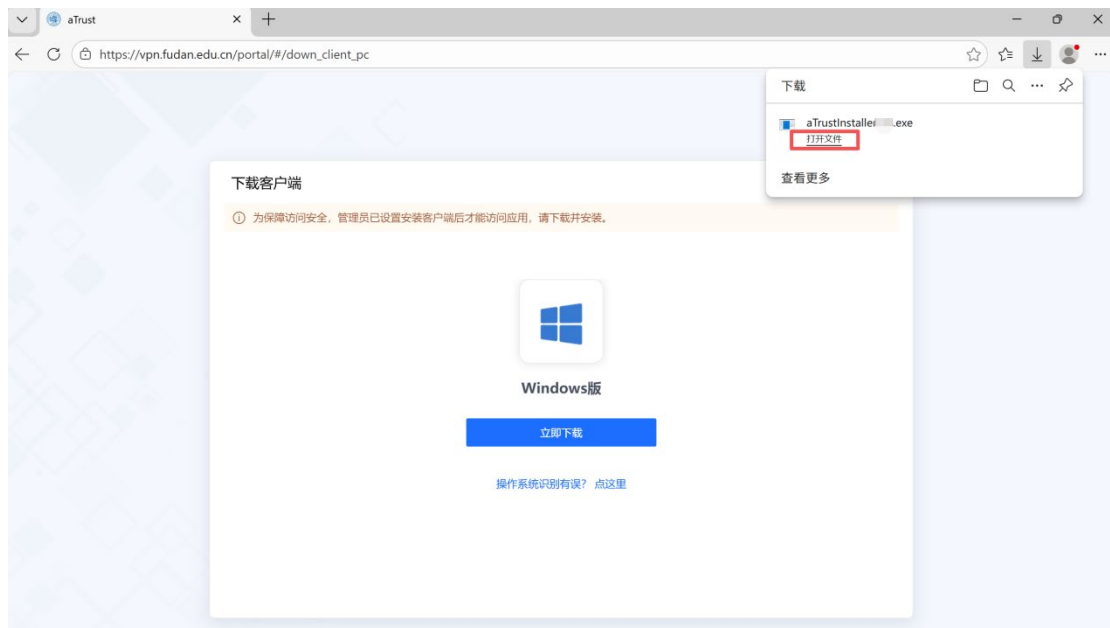 aTrust
https://vpn.fudan.edu.cn/portal/#/down_client_pc
下载
aTrustInstaller .exe
打开文件
查看更多
下载客户端
为保障访问安全，管理员已设置安装客户端后才能访问应用，请下载并安装。
Windows版
立即下载
操作系统识别有误？ 点这里